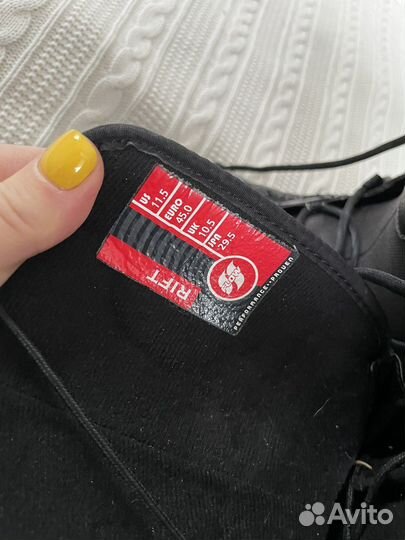 US
11.5
EURO
45.0
UK
10.5
JPN
29.5
RIFT
PERFORMANCE-PROVEN
Avito